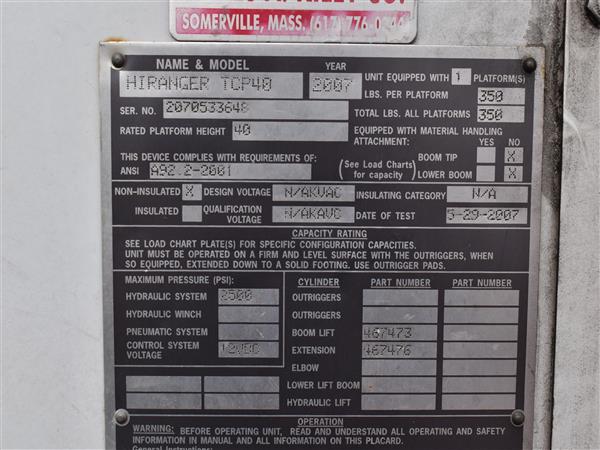 SOMERVILLE, MASS. (617) 776-0
NAME & MODEL YEAR
HIRANGER TCP40 2007
UNIT EQUIPPED WITH 1 PLATFORM(S)
LBS. PER PLATFORM 350
SER. NO. 2070533648
TOTAL LBS. ALL PLATFORMS 350
RATED PLATFORM HEIGHT 40
EQUIPPED WITH MATERIAL HANDLING
ATTACHMENT: YES NO
THIS DEVICE COMPLIES WITH REQUIREMENTS OF:
ANSI A92.2-2001
(See Load Charts for capacity)
BOOM TIP X
LOWER BOOM X
NON-INSULATED X DESIGN VOLTAGE N/AKVAC INSULATING CATEGORY N/A
INSULATED QUALIFICATION VOLTAGE N/AKAVC DATE OF TEST 5-29-2007
CAPACITY RATING
SEE LOAD CHART PLATE(S) FOR SPECIFIC CONFIGURATION CAPACITIES.
UNIT MUST BE OPERATED ON A FIRM AND LEVEL SURFACE WITH THE OUTRIGGERS, WHEN
SO EQUIPPED, EXTENDED DOWN TO A SOLID FOOTING. USE OUTRIGGER PADS.
MAXIMUM PRESSURE (PSI):
HYDRAULIC SYSTEM 2500
HYDRAULIC WINCH
PNEUMATIC SYSTEM
CONTROL SYSTEM
VOLTAGE 12VDC
CYLINDER PART NUMBER PART NUMBER
OUTRIGGERS
OUTRIGGERS
BOOM LIFT 467473
EXTENSION 467476
ELBOW
LOWER LIFT BOOM
HYDRAULIC LIFT
OPERATION
WARNING: BEFORE OPERATING UNIT, READ AND UNDERSTAND ALL OPERATING AND SAFETY
INFORMATION IN MANUAL AND ALL INFORMATION ON THIS PLACARD.
General Instructions: